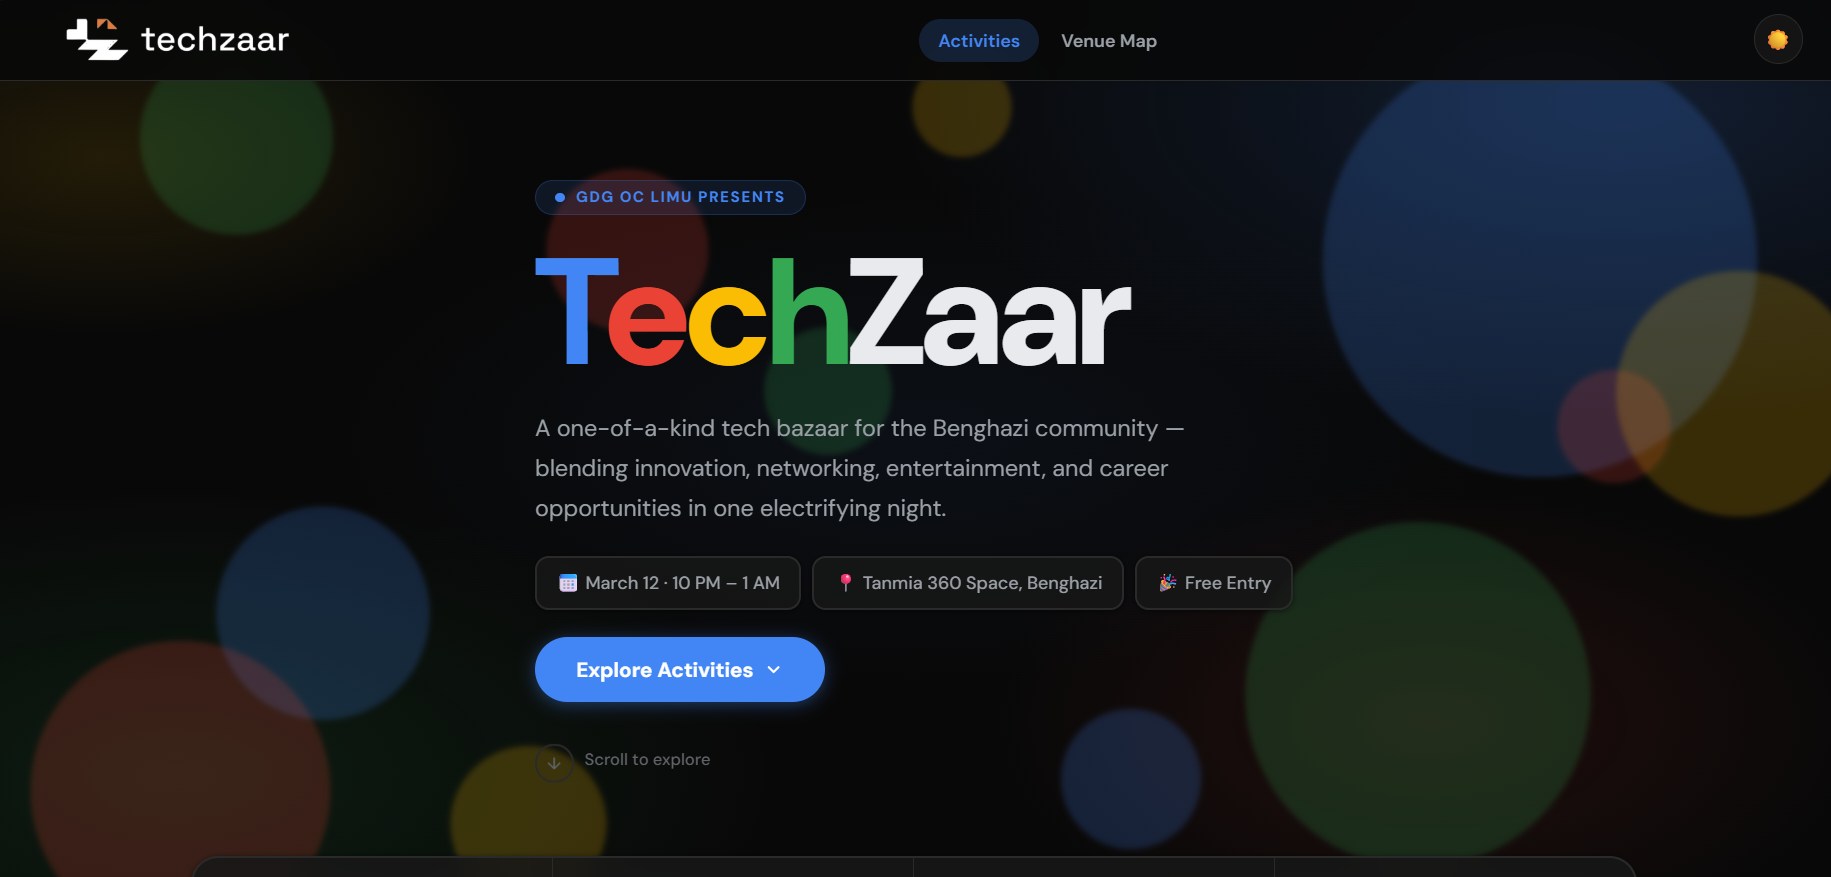 techzaar
Activities
Venue Map
GDG OC LIMU PRESENTS
TechZaar
A one-of-a-kind tech bazaar for the Benghazi community —
blending innovation, networking, entertainment, and career
opportunities in one electrifying night.
March 12 · 10 PM – 1 AM
Tanmia 360 Space, Benghazi
Free Entry
Explore Activities
Scroll to explore